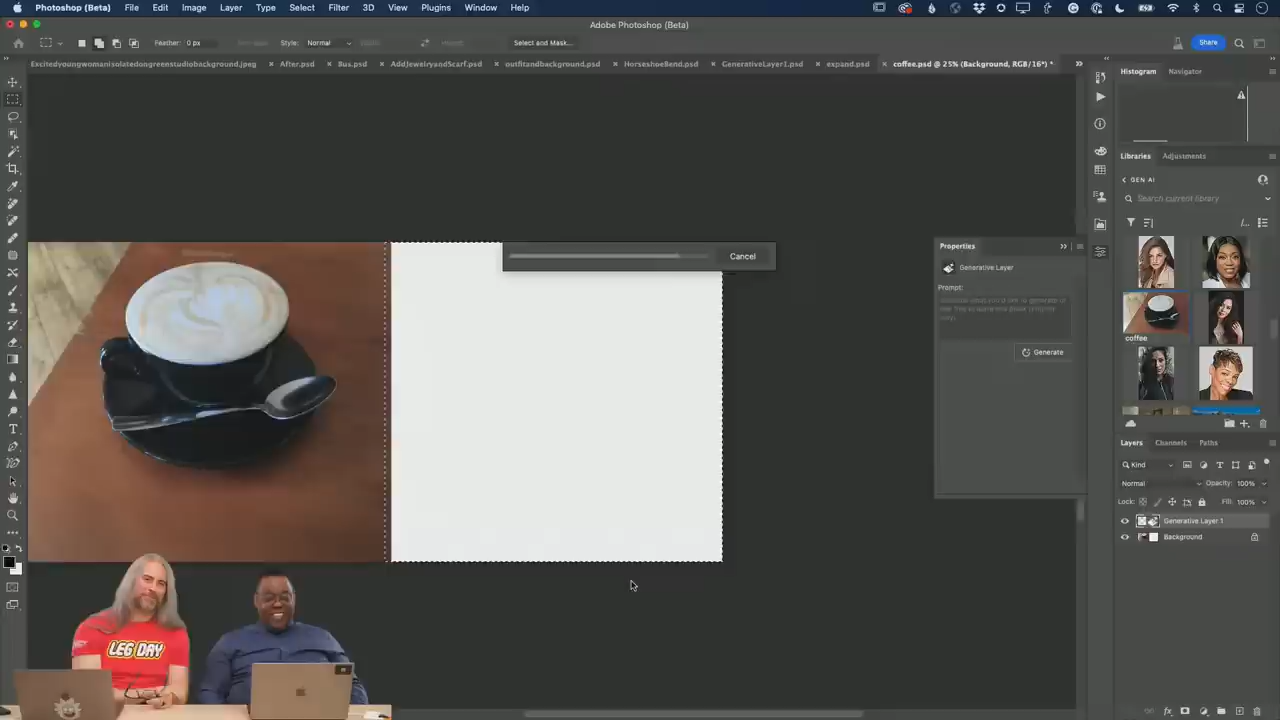 Photoshop (Beta) File Edit Image Layer Type Select Filter 3D View Plugins Window Help
Adobe Photoshop (Beta)
Feather: 0 px Style: Normal Select and Mask... Share
Excitedyoungwomanisolatedongreenstudiobackground.jpeg × After.psd × Bus.psd × AddJewelryandScarf.psd × outfitandbackground.psd × HorseshoeBend.psd × GenerativeLayer1.psd × expand.psd × coffee.psd @ 25% (Background, RGB/16*) *
Histogram Navigator
Libraries Adjustments
GEN AI
Search current library
Cancel
Properties
Generative Layer
Prompt:
Generate
coffee
Layers Channels Paths
Kind
Normal Opacity: 100%
Lock: Fill: 100%
Generative Layer 1
Background
LEG DAY